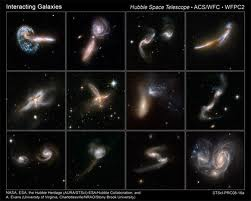 Interacting Galaxies
Hubble Space Telescope • ACS/WFC • WFPC2
NASA, ESA, the Hubble Heritage (AURA/STScI)-ESA/Hubble Collaboration, and
A. Evans (University of Virginia, Charlottesville/NRAO/Stony Brook University)
STScI-PRC08-16a